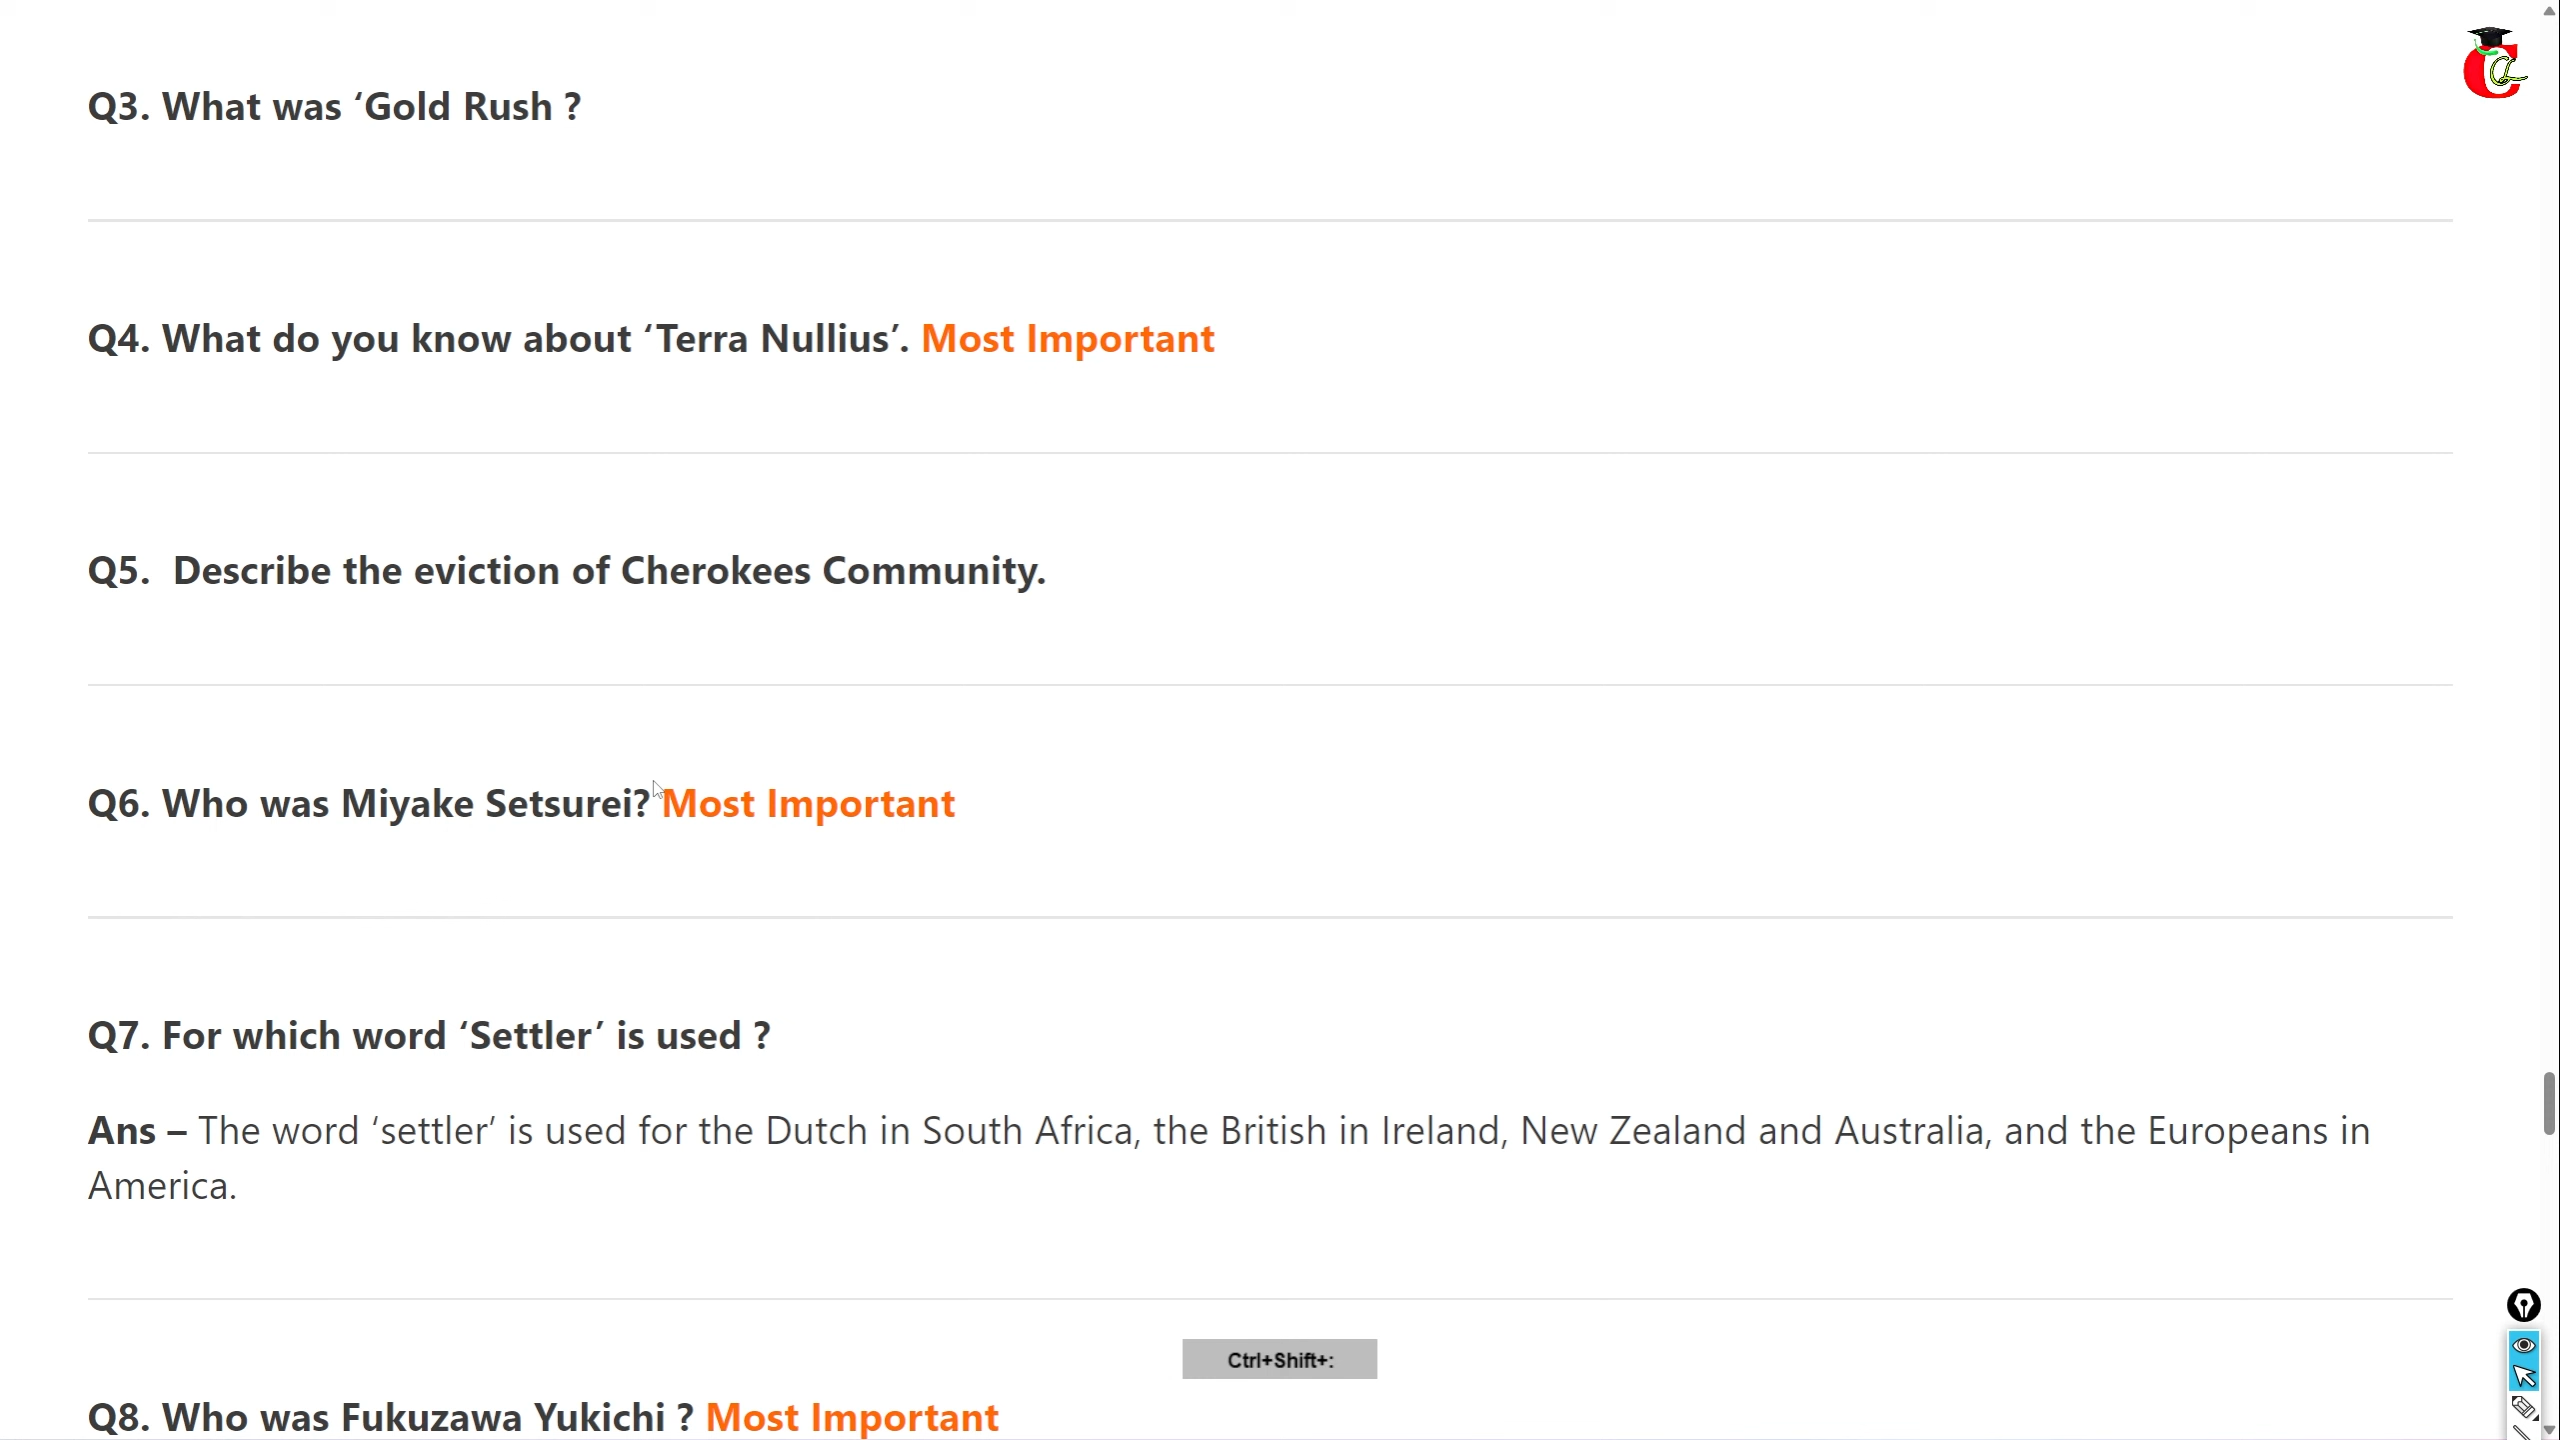 Q3. What was ‘Gold Rush ?
Q4. What do you know about ‘Terra Nullius’. Most Important
Q5.  Describe the eviction of Cherokees Community.
Q6. Who was Miyake Setsurei? Most Important
Q7. For which word ‘Settler’ is used ?
Ans – The word ‘settler’ is used for the Dutch in South Africa, the British in Ireland, New Zealand and Australia, and the Europeans in
America.
Ctrl+Shift+:
Q8. Who was Fukuzawa Yukichi ? Most Important